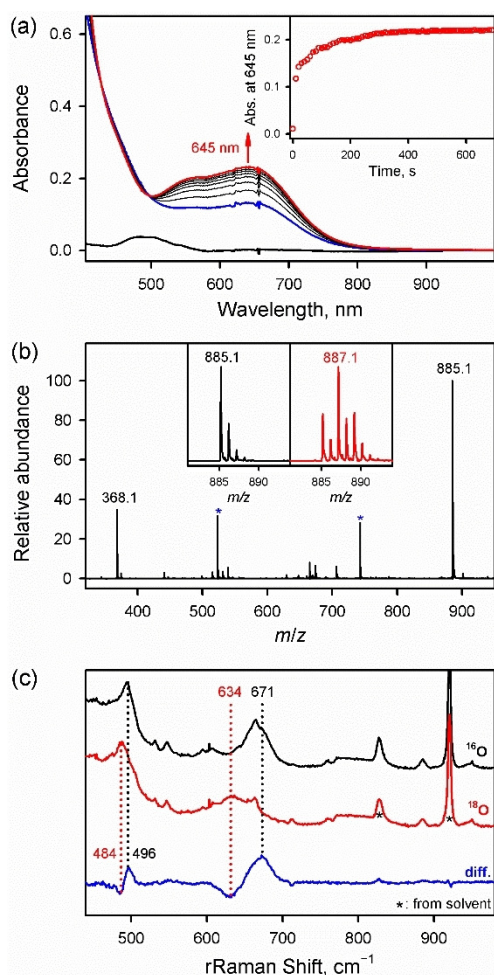 (a)
0.6
0.4
0.2
0.0
Absorbance
645 nm
500 600 700 800 900
Wavelength, nm
Abs. at 645 nm
0.2
0.1
0.0
0 200 400 600
Time, s
(b)
100
80
60
40
20
0
Relative abundance
885.1
887.1
885.1
885 890
m/z
885 890
m/z
368.1
*
*
400 500 600 700 800 900
m/z
(c)
634
671
16O
18O
484
496
diff.
*
*
*: from solvent
500 600 700 800 900
rRaman Shift, cm−1